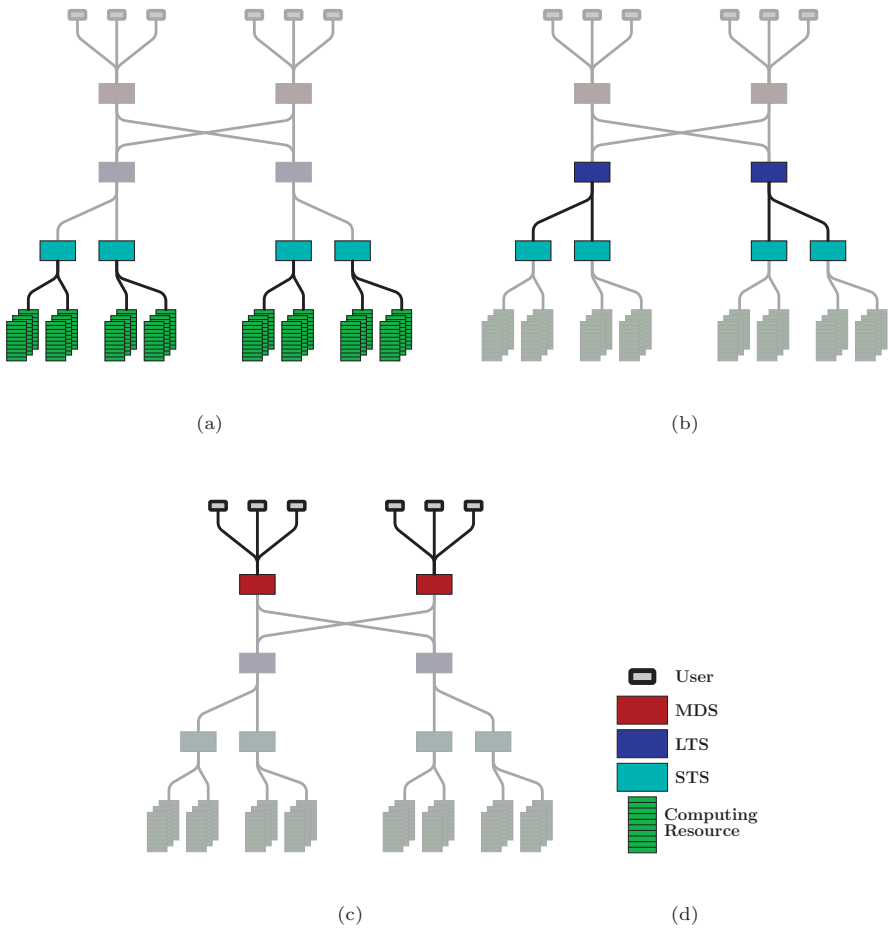 (a)
(b)
User
MDS
LTS
STS
Computing
Resource
(c)
(d)